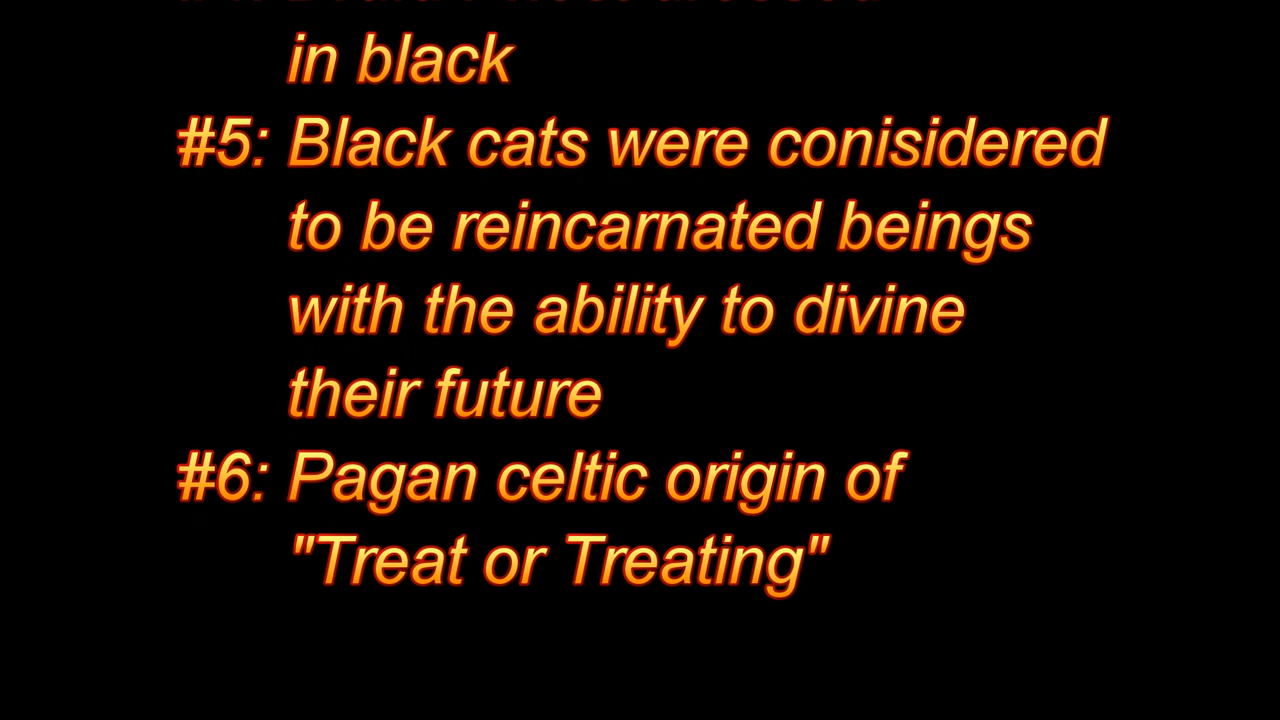 in black
#5: Black cats were conisidered
to be reincarnated beings
with the ability to divine
their future
#6: Pagan celtic origin of
"Treat or Treating"